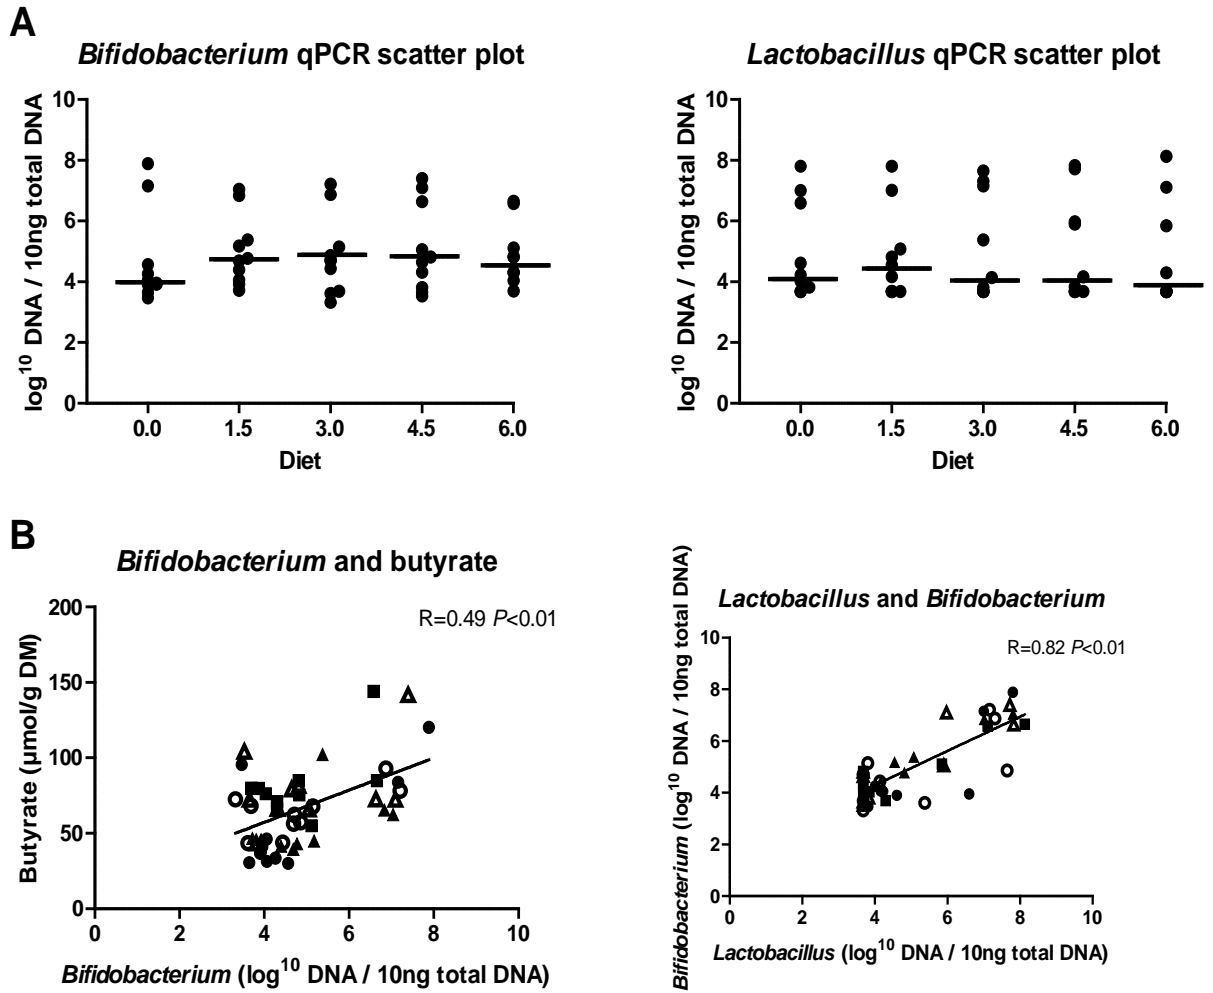 A
Bifidobacterium qPCR scatter plot
log¹⁰ DNA / 10ng total DNA
10
8
6
4
2
0
0.0 1.5 3.0 4.5 6.0
Diet
Lactobacillus qPCR scatter plot
log¹⁰ DNA / 10ng total DNA
10
8
6
4
2
0
0.0 1.5 3.0 4.5 6.0
Diet
B
Bifidobacterium and butyrate
R=0.49 P<0.01
Butyrate (µmol/g DM)
200
150
100
50
0
0 2 4 6 8 10
Bifidobacterium (log¹⁰ DNA / 10ng total DNA)
Lactobacillus and Bifidobacterium
R=0.82 P<0.01
Bifidobacterium (log¹⁰ DNA / 10ng total DNA)
10
8
6
4
2
0
0 2 4 6 8 10
Lactobacillus (log¹⁰ DNA / 10ng total DNA)